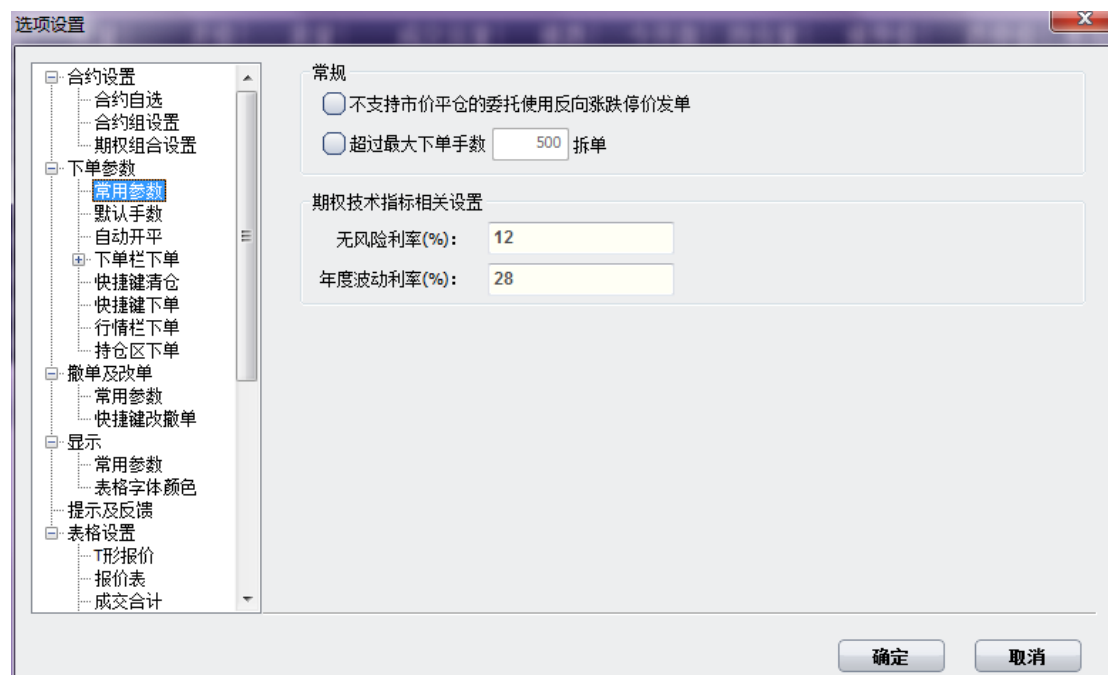 选项设置
合约设置
合约自选
合约组设置
期权组合设置
下单参数
常用参数
默认手数
自动开平
下单栏下单
快捷键清仓
快捷键下单
行情栏下单
持仓区下单
撤单及改单
常用参数
快捷键改撤单
显示
常用参数
表格字体颜色
提示及反馈
表格设置
T形报价
报价表
成交合计
常规
不支持市价平仓的委托使用反向涨跌停价发单
超过最大下单手数 500 拆单
期权技术指标相关设置
无风险利率(%)： 12
年度波动利率(%)： 28
确定 取消